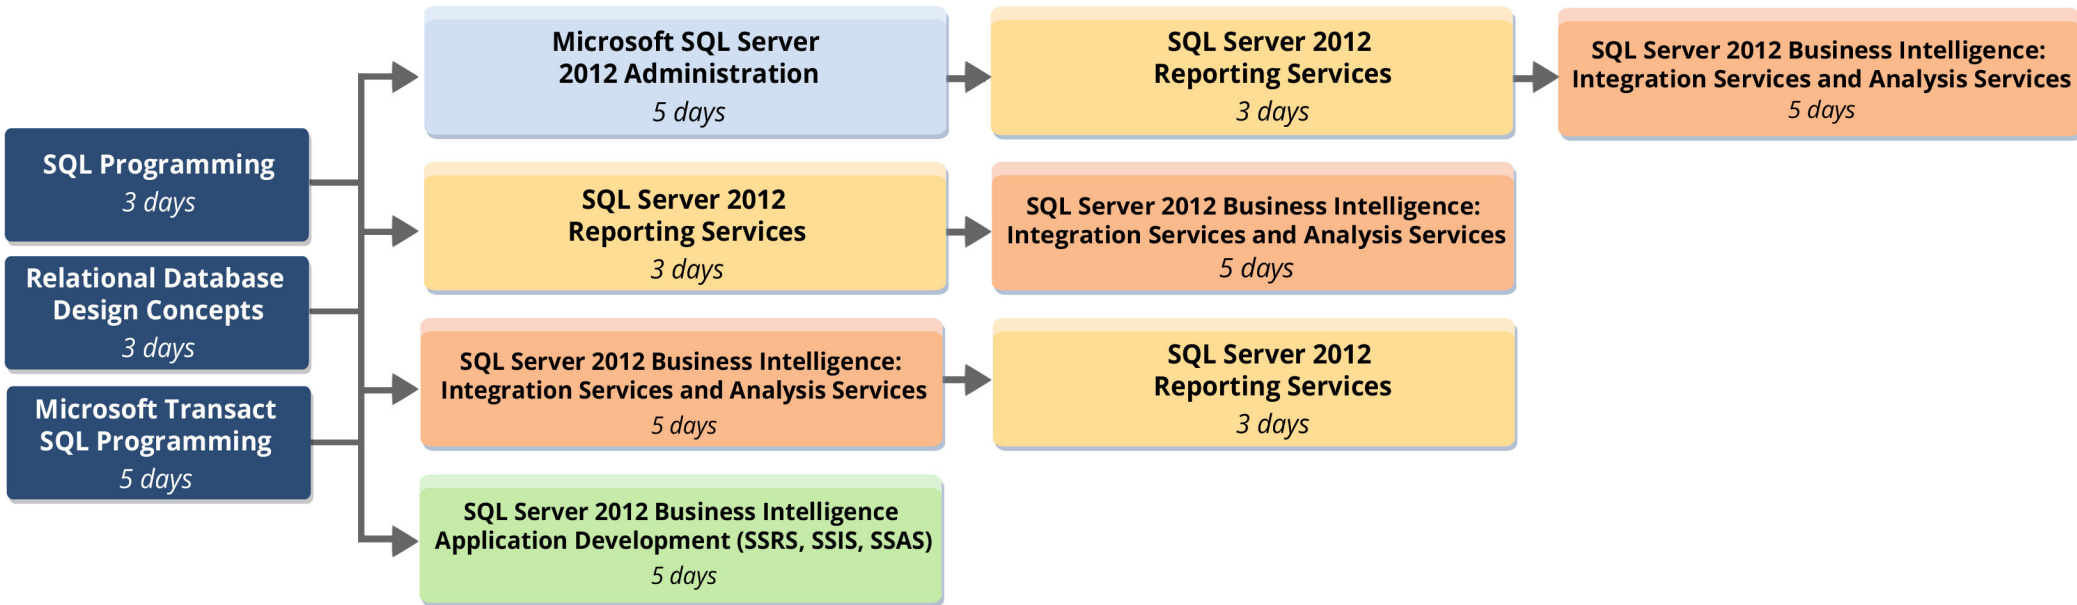 SQL Programming
3 days
Relational Database
Design Concepts
3 days
Microsoft Transact
SQL Programming
5 days
Microsoft SQL Server
2012 Administration
5 days
SQL Server 2012
Reporting Services
3 days
SQL Server 2012 Business Intelligence:
Integration Services and Analysis Services
5 days
SQL Server 2012
Reporting Services
3 days
SQL Server 2012 Business Intelligence:
Integration Services and Analysis Services
5 days
SQL Server 2012 Business Intelligence:
Integration Services and Analysis Services
5 days
SQL Server 2012
Reporting Services
3 days
SQL Server 2012 Business Intelligence
Application Development (SSRS, SSIS, SSAS)
5 days